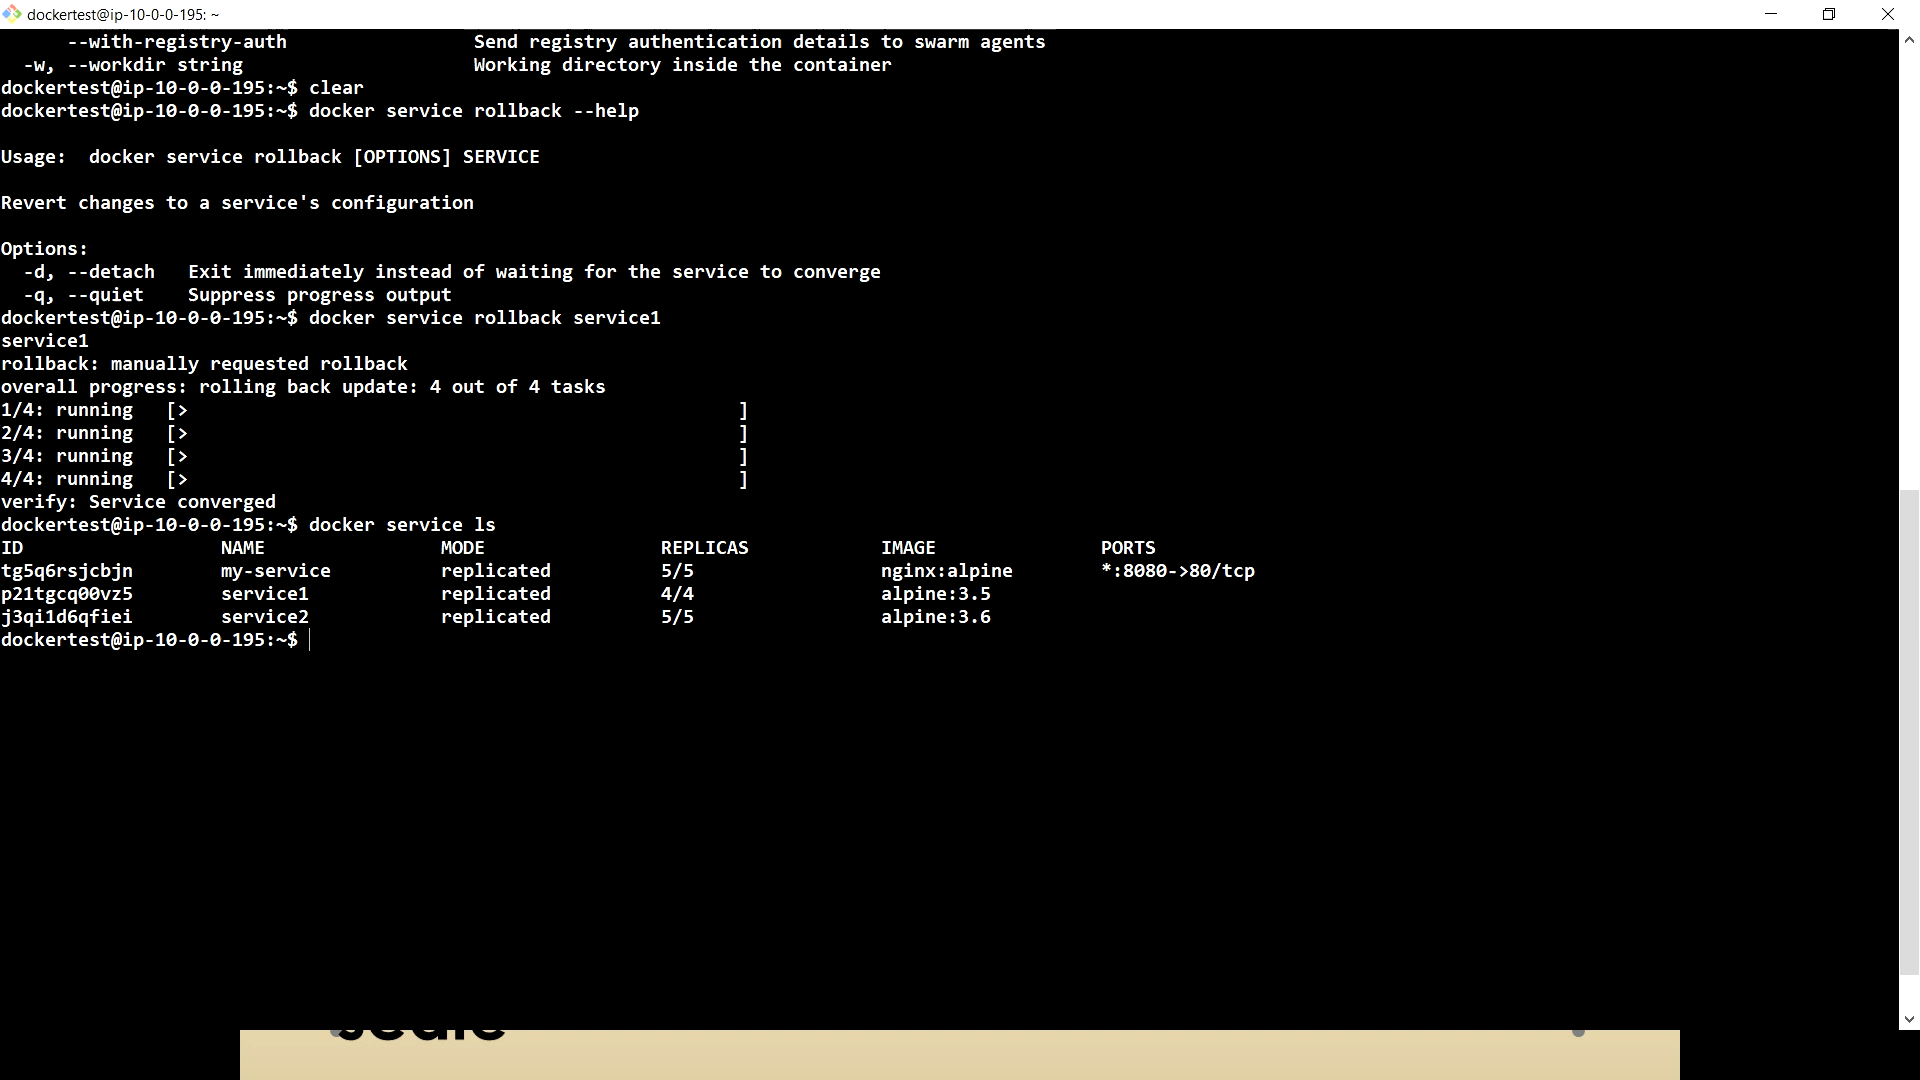 dockertest@ip-10-0-0-195: ~
--with-registry-auth Send registry authentication details to swarm agents
-w, --workdir string Working directory inside the container
dockertest@ip-10-0-0-195:~$ clear
dockertest@ip-10-0-0-195:~$ docker service rollback --help
Usage: docker service rollback [OPTIONS] SERVICE
Revert changes to a service's configuration
Options:
-d, --detach Exit immediately instead of waiting for the service to converge
-q, --quiet Suppress progress output
dockertest@ip-10-0-0-195:~$ docker service rollback service1
service1
rollback: manually requested rollback
overall progress: rolling back update: 4 out of 4 tasks
1/4: running [> ]
2/4: running [> ]
3/4: running [> ]
4/4: running [> ]
verify: Service converged
dockertest@ip-10-0-0-195:~$ docker service ls
ID NAME MODE REPLICAS IMAGE PORTS
tg5q6rsjcbjn my-service replicated 5/5 nginx:alpine *:8080->80/tcp
p21tgcq00vz5 service1 replicated 4/4 alpine:3.5
j3qi1d6qfiei service2 replicated 5/5 alpine:3.6
dockertest@ip-10-0-0-195:~$